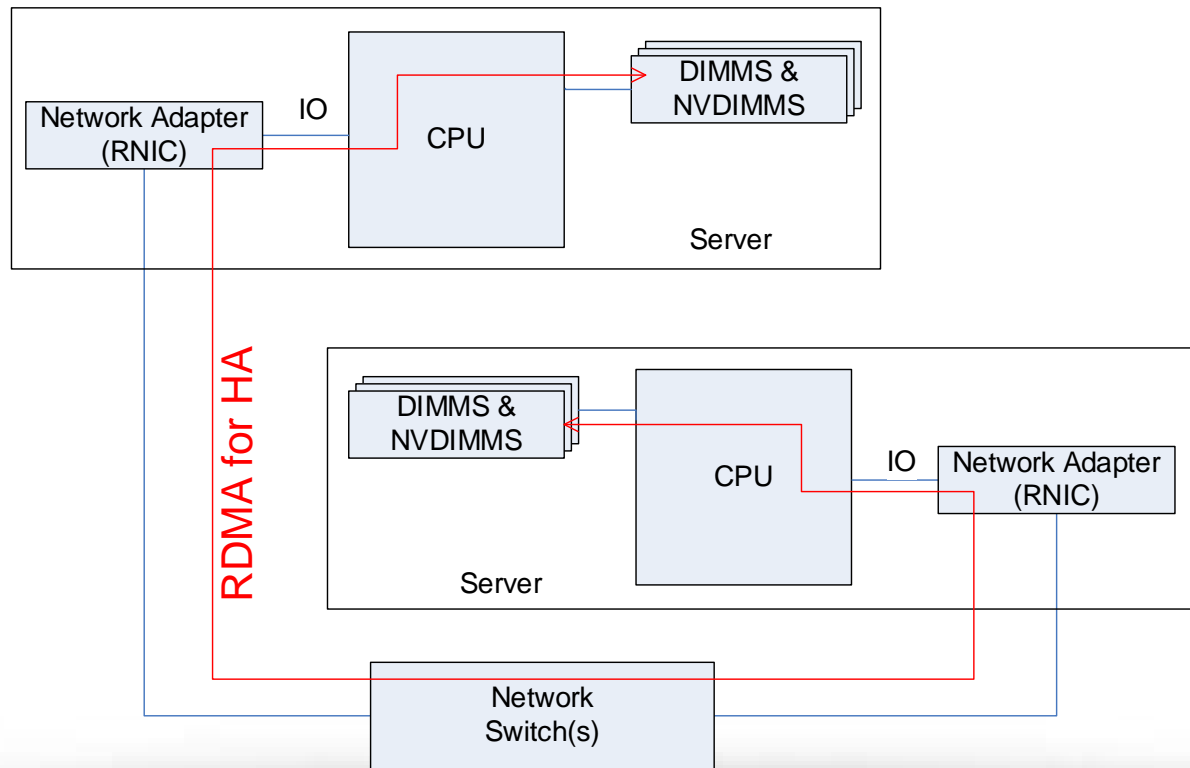 Network Adapter
(RNIC)
IO
CPU
DIMMS &
NVDIMMS
Server
RDMA for HA
DIMMS &
NVDIMMS
CPU
IO
Network Adapter
(RNIC)
Server
Network
Switch(s)